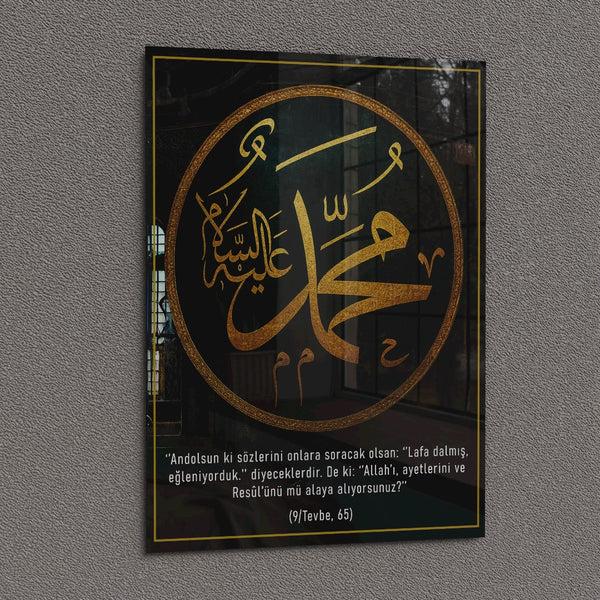 محمد
عليه السلام
‘’Andolsun ki sözlerini onlara soracak olsan: ‘’Lafa dalmış,
eğleniyorduk.’’ diyeceklerdir. De ki: ‘’Allah’ı, ayetlerini ve
Resûl’ünü mü alaya alıyorsunuz?’’
(9/Tevbe, 65)